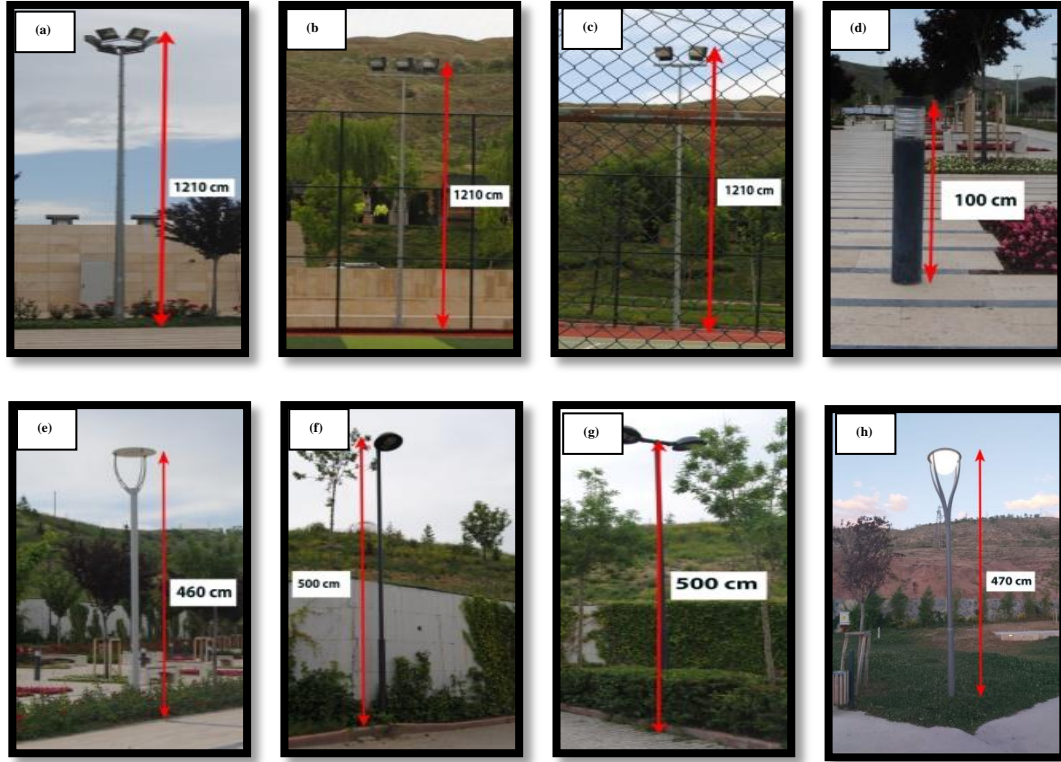 (a)
1210 cm
(b)
1210 cm
(c)
1210 cm
(d)
100 cm
(e)
460 cm
(f)
500 cm
(g)
500 cm
(h)
470 cm